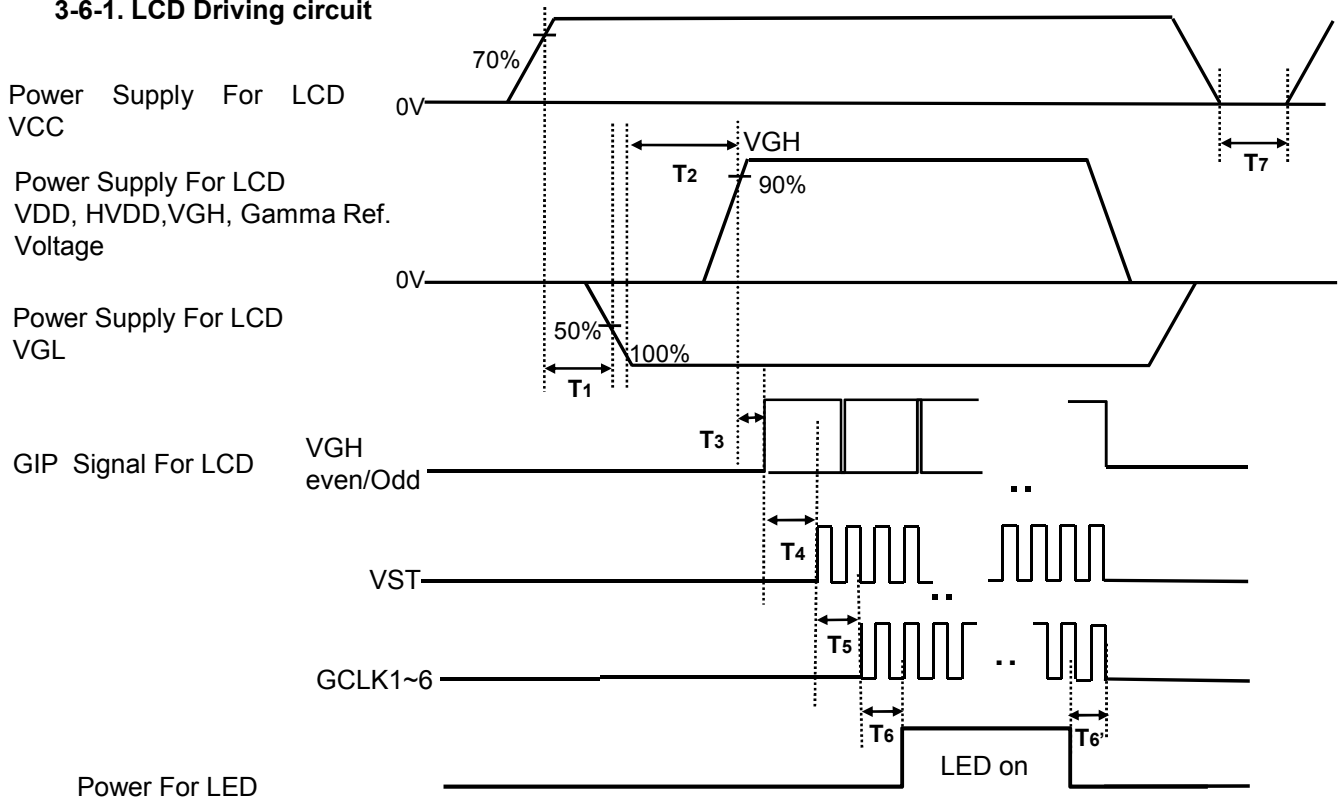 3-6-1. LCD Driving circuit
70%
Power Supply For LCD
VCC
0V
T7
VGH
T2
90%
Power Supply For LCD
VDD, HVDD,VGH, Gamma Ref.
Voltage
0V
Power Supply For LCD
VGL
50%
100%
T1
T3
GIP Signal For LCD
VGH
even/Odd
..
T4
VST
..
T5
..
GCLK1~6
T6
T6’
LED on
Power For LED